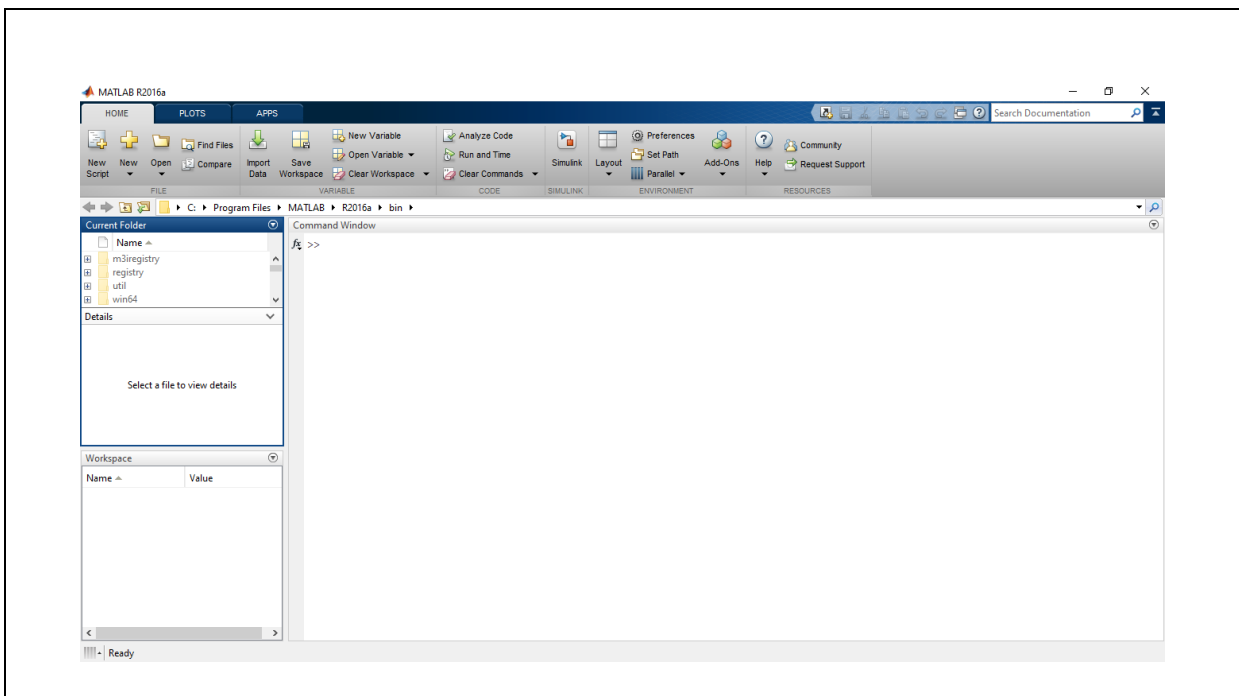 MATLAB R2016a
HOME PLOTS APPS
Search Documentation
New Script
New
Open
Find Files
Compare
Import Data
Save Workspace
New Variable
Open Variable
Clear Workspace
Analyze Code
Run and Time
Clear Commands
Simulink
Layout
Preferences
Set Path
Parallel
Add-Ons
Help
Community
Request Support
FILE VARIABLE CODE SIMULINK ENVIRONMENT RESOURCES
C: Program Files MATLAB R2016a bin
Current Folder
Name
m3iregistry
registry
util
win64
Details
Select a file to view details
Workspace
Name Value
Command Window
fx >>
Ready